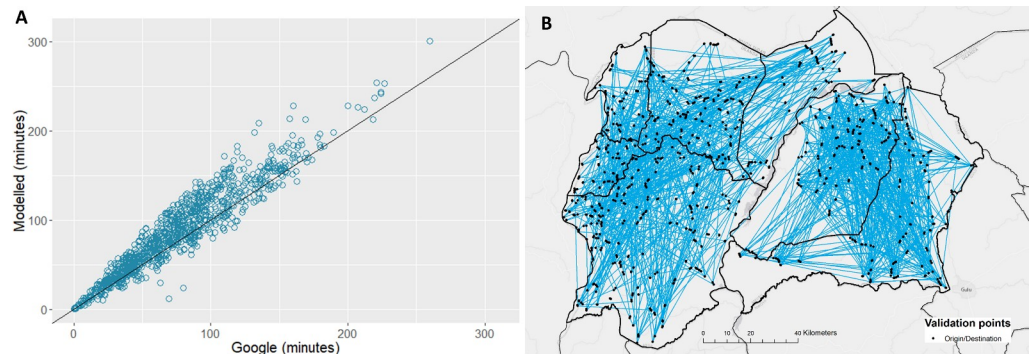 A
300
200
100
0
Modelled (minutes)
0 100 200 300
Google (minutes)
B
Gulu
0 10 20 40 Kilometers
Validation points
Origin/Destination